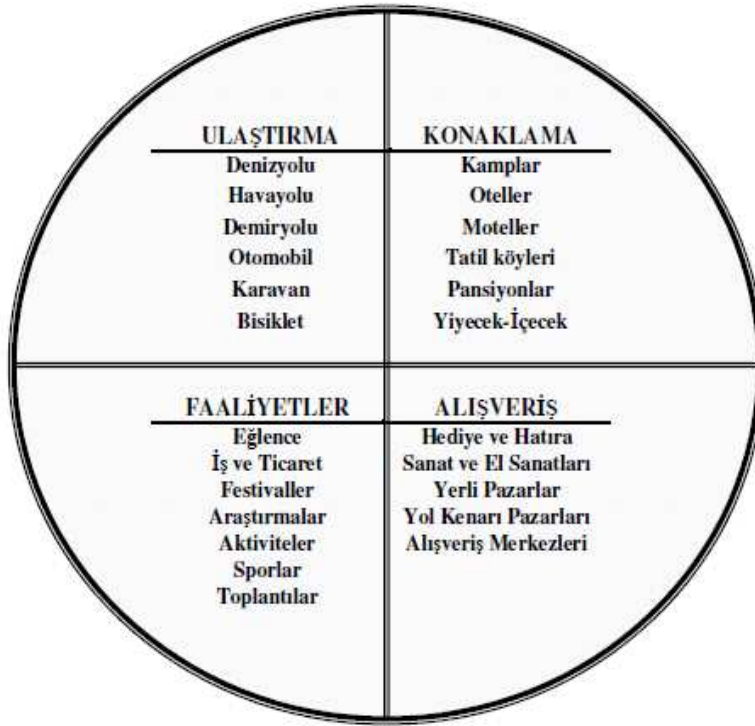 ULAŞTIRMA
Denizyolu
Havayolu
Demiryolu
Otomobil
Karavan
Bisiklet
KONAKLAMA
Kamplar
Oteller
Moteller
Tatil köyleri
Pansiyonlar
Yiyecek-İçecek
FAALİYETLER
Eğlence
İş ve Ticaret
Festivaller
Araştırmalar
Aktiviteler
Sporlar
Toplantılar
ALIŞVERİŞ
Hediye ve Hatıra
Sanat ve El Sanatları
Yerli Pazarlar
Yol Kenarı Pazarları
Alışveriş Merkezleri